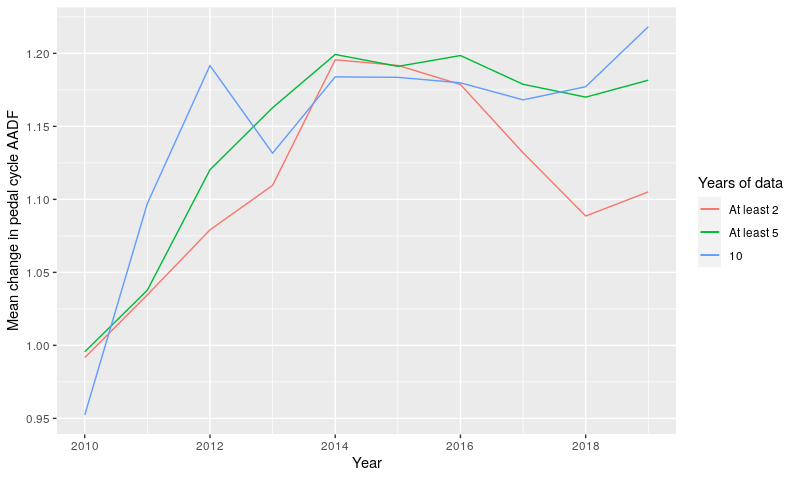 Mean change in pedal cycle AADF
1.20
1.15
1.10
1.05
1.00
0.95
2010
2012
2014
2016
2018
Year
Years of data
At least 2
At least 5
10